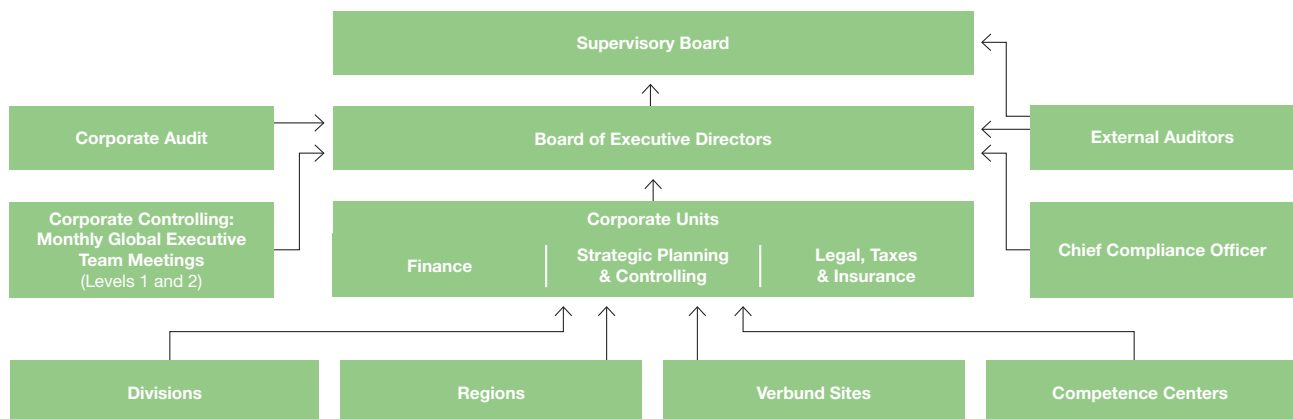 Supervisory Board
Corporate Audit
Board of Executive Directors
External Auditors
Corporate Controlling:
Monthly Global Executive
Team Meetings
(Levels 1 and 2)
Corporate Units
Finance
Strategic Planning
& Controlling
Legal, Taxes
& Insurance
Chief Compliance Officer
Divisions
Regions
Verbund Sites
Competence Centers